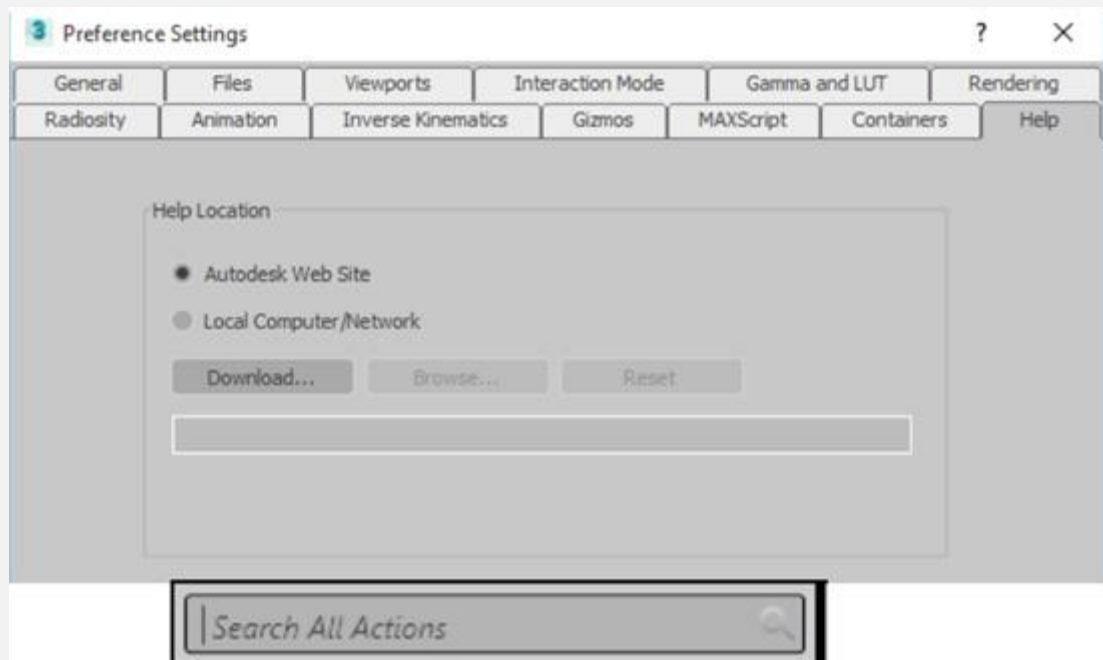 3 Preference Settings ? X
General Files Viewports Interaction Mode Gamma and LUT Rendering
Radiosity Animation Inverse Kinematics Gizmos MAXScript Containers Help
Help Location
Autodesk Web Site
Local Computer/Network
Download... Browse... Reset
Search All Actions